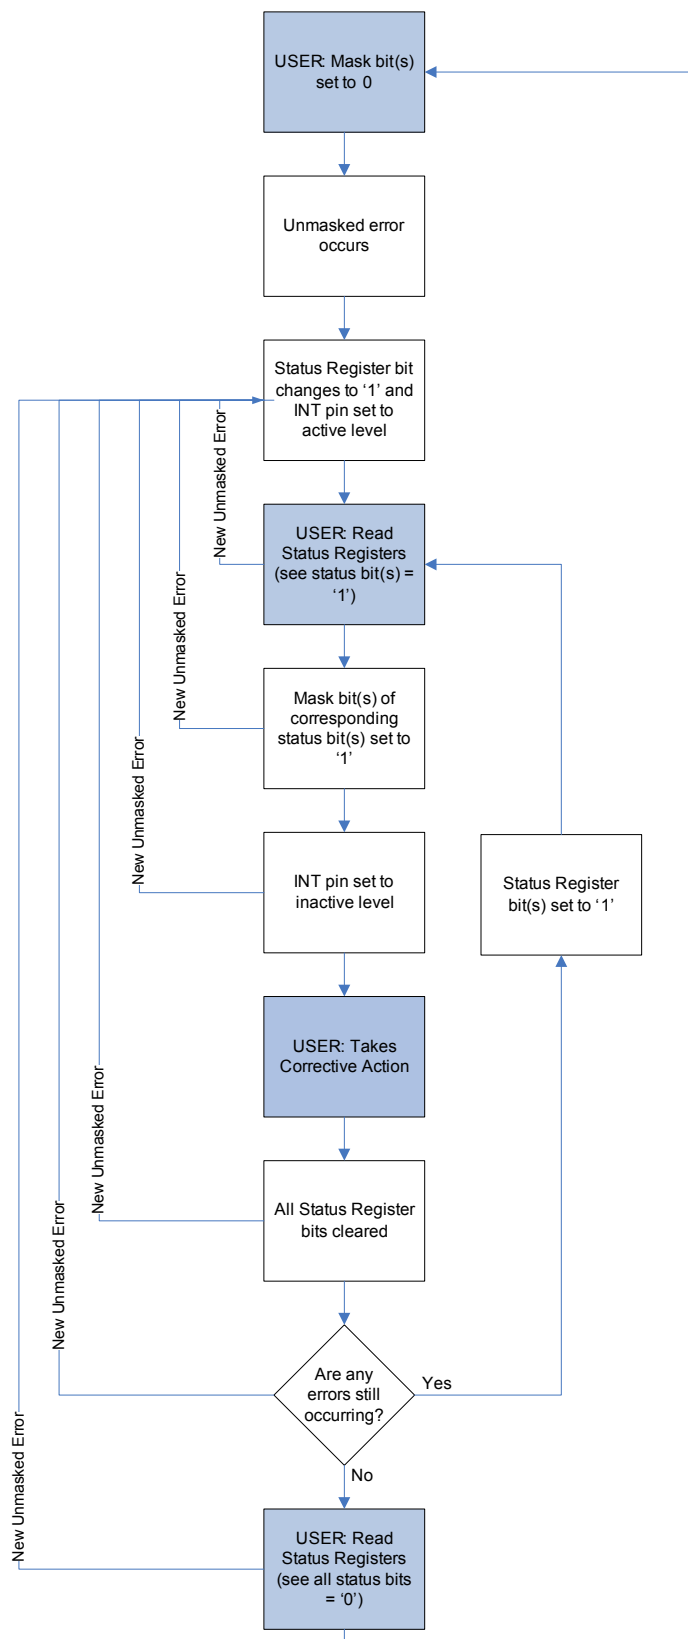 USER: Mask bit(s)
set to 0
Unmasked error
occurs
Status Register bit
changes to ‘1’ and
INT pin set to
active level
New Unmasked Error
USER: Read
Status Registers
(see status bit(s) =
‘1’)
New Unmasked Error
Mask bit(s) of
corresponding
status bit(s) set to
‘1’
New Unmasked Error
INT pin set to
inactive level
Status Register
bit(s) set to ‘1’
USER: Takes
Corrective Action
New Unmasked Error
All Status Register
bits cleared
New Unmasked Error
Are any
errors still
occurring?
Yes
No
New Unmasked Error
USER: Read
Status Registers
(see all status bits
= ‘0’)